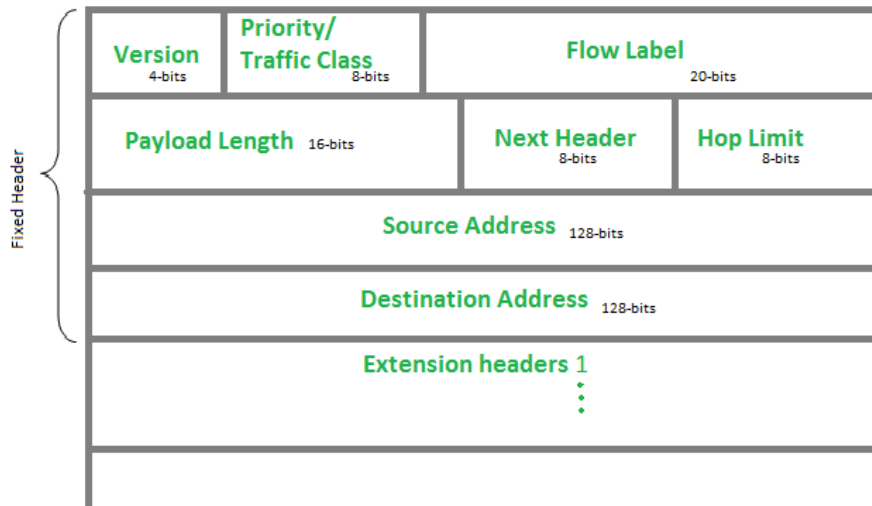 Fixed Header
Version
4-bits
Priority/
Traffic Class
8-bits
Flow Label
20-bits
Payload Length 16-bits
Next Header
8-bits
Hop Limit
8-bits
Source Address 128-bits
Destination Address 128-bits
Extension headers 1